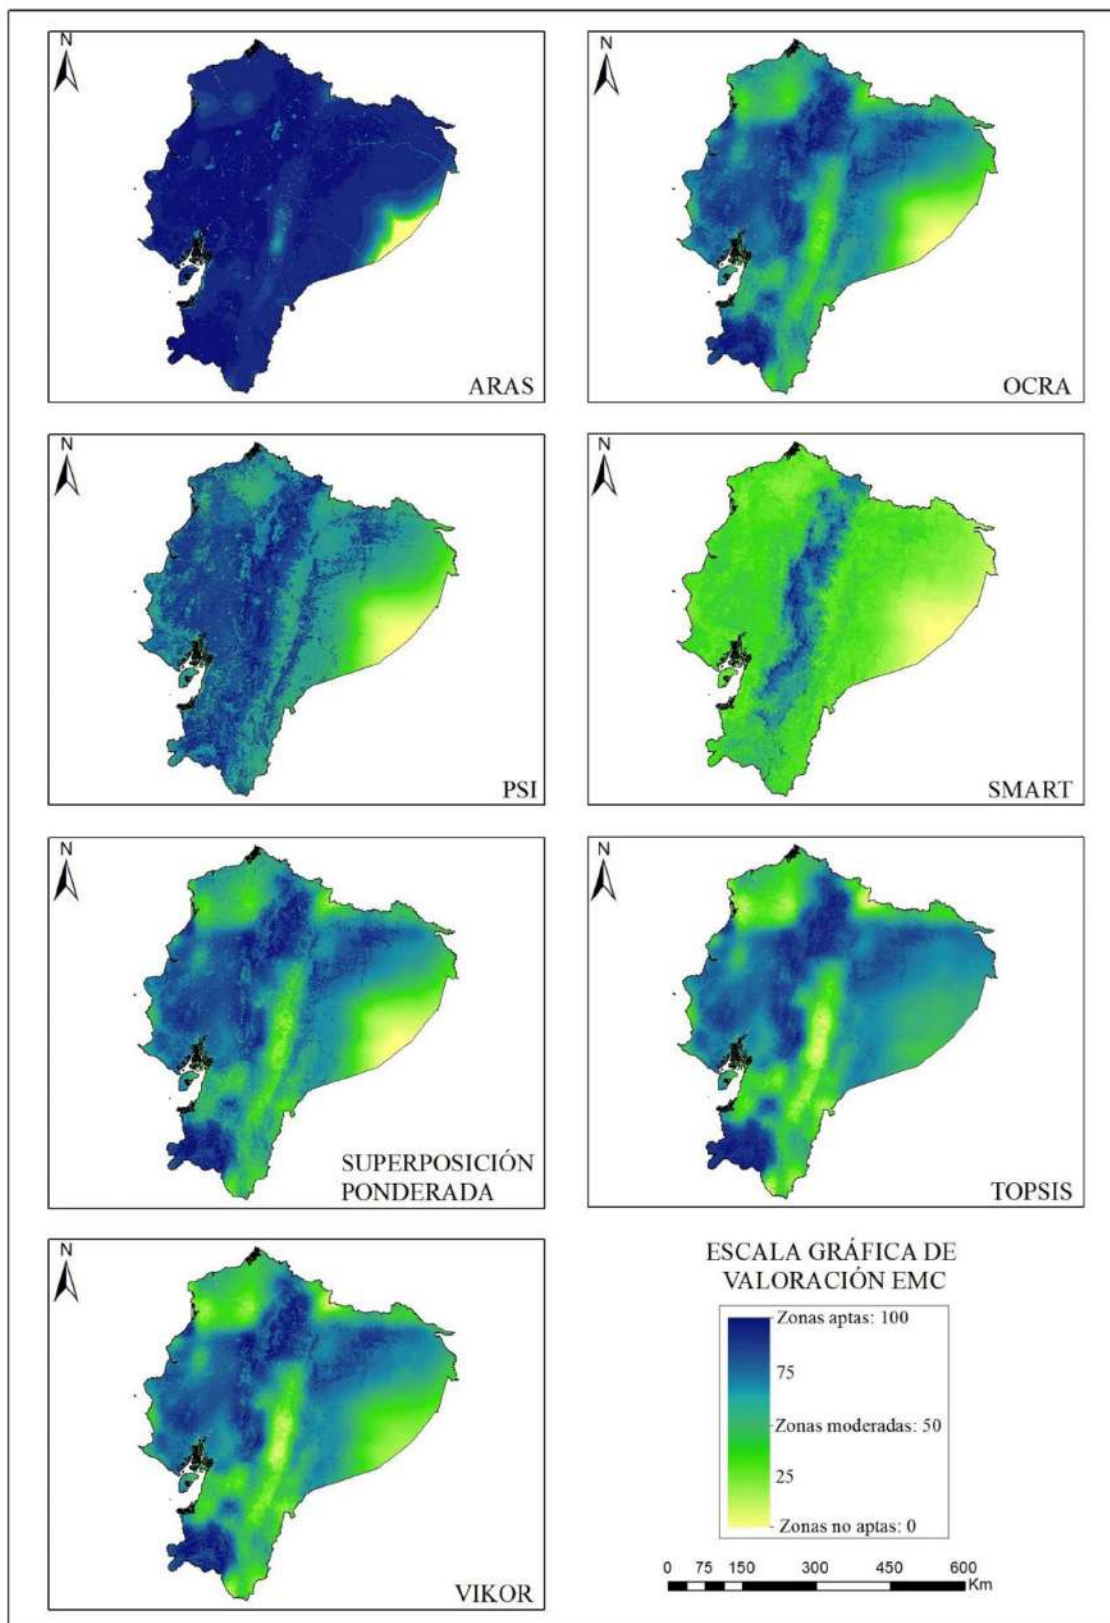 N
ARAS
N
OCRA
N
PSI
N
SMART
N
SUPERPOSICIÓN
PONDERADA
N
TOPSIS
N
VIKOR
ESCALA GRÁFICA DE
VALORACIÓN EMC
Zonas aptas: 100
75
Zonas moderadas: 50
25
Zonas no aptas: 0
0 75 150 300 450 600
Km